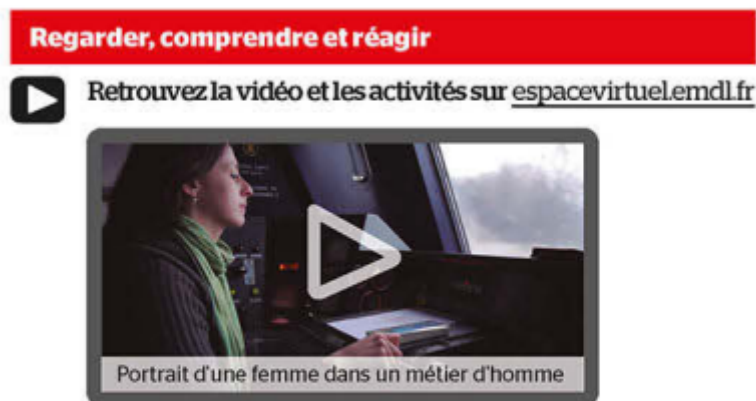 Regarder, comprendre et réagir
Retrouvez la vidéo et les activités sur espacevirtuel.emdl.fr
Portrait d'une femme dans un métier d'homme